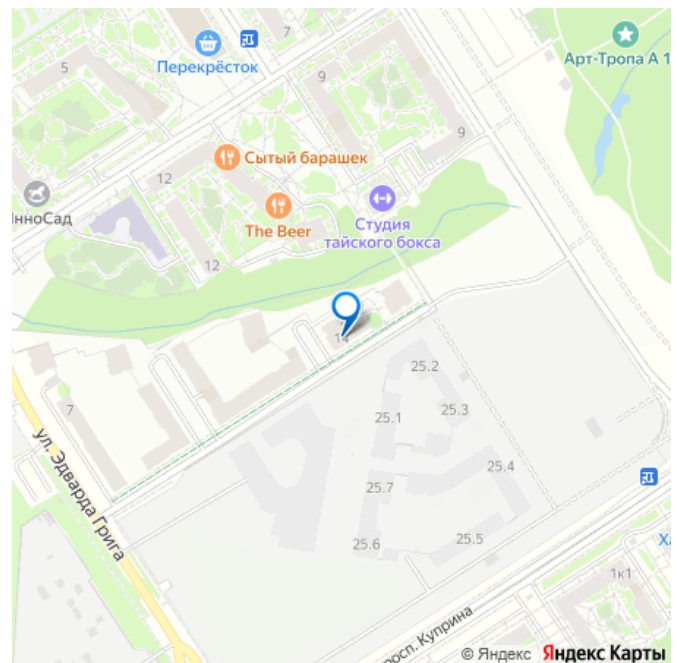 7
5
Перекрёсток
Арт-Тропа А 1
9
9
Сытый барашек
12
ИнноСад
The Beer
Студия
тайского бокса
12
14
25.2
7
25.1
25.3
ул. Эдварда Грига
25.4
25.7
25.6
25.5
Ха
1к1
росп. Куприна
© Яндекс Яндекс Карты